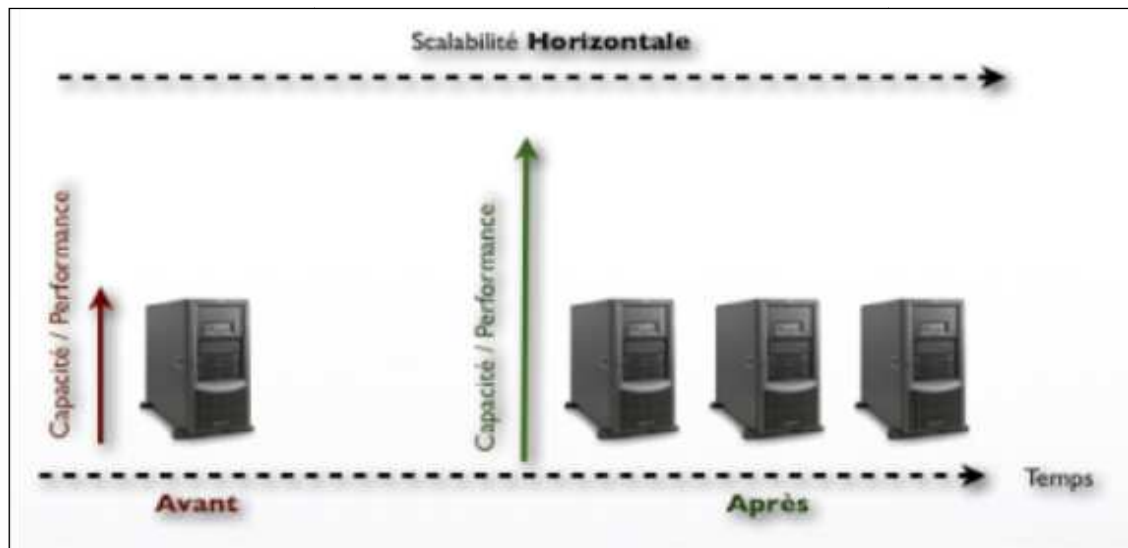 Scalabilité Horizontale
Capacité / Performance
Capacité / Performance
Temps
Avant
Après